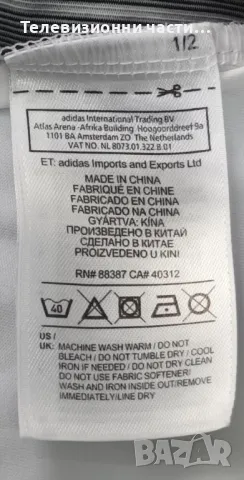 Телевизионни части...
1/2
adidas International Trading BV
Atlas Arena -Afrika Building, Hoogoorddreef 9a
1101 BA Amsterdam ZO The Netherlands
VAT NO. NL 8073.01.322.B.01
ET: adidas Imports and Exports Ltd
MADE IN CHINA
FABRIQUÉ EN CHINE
FABRICADO EN CHINA
FABRICADO NA CHINA
GYÁRTVA: KÍNA
ПРОИЗВЕДЕНО В КИТАЙ
СДЕЛАНО В КИТАЕ
PROIZVEDENO U KINI
RN# 88387 CA# 40312
40
US /
UK: MACHINE WASH WARM / DO NOT
BLEACH / DO NOT TUMBLE DRY / COOL
IRON IF NEEDED / DO NOT DRY CLEAN
DO NOT USE FABRIC SOFTENER/
WASH AND IRON INSIDE OUT/REMOVE
IMMEDIATELY/LINE DRY
bazar.bg